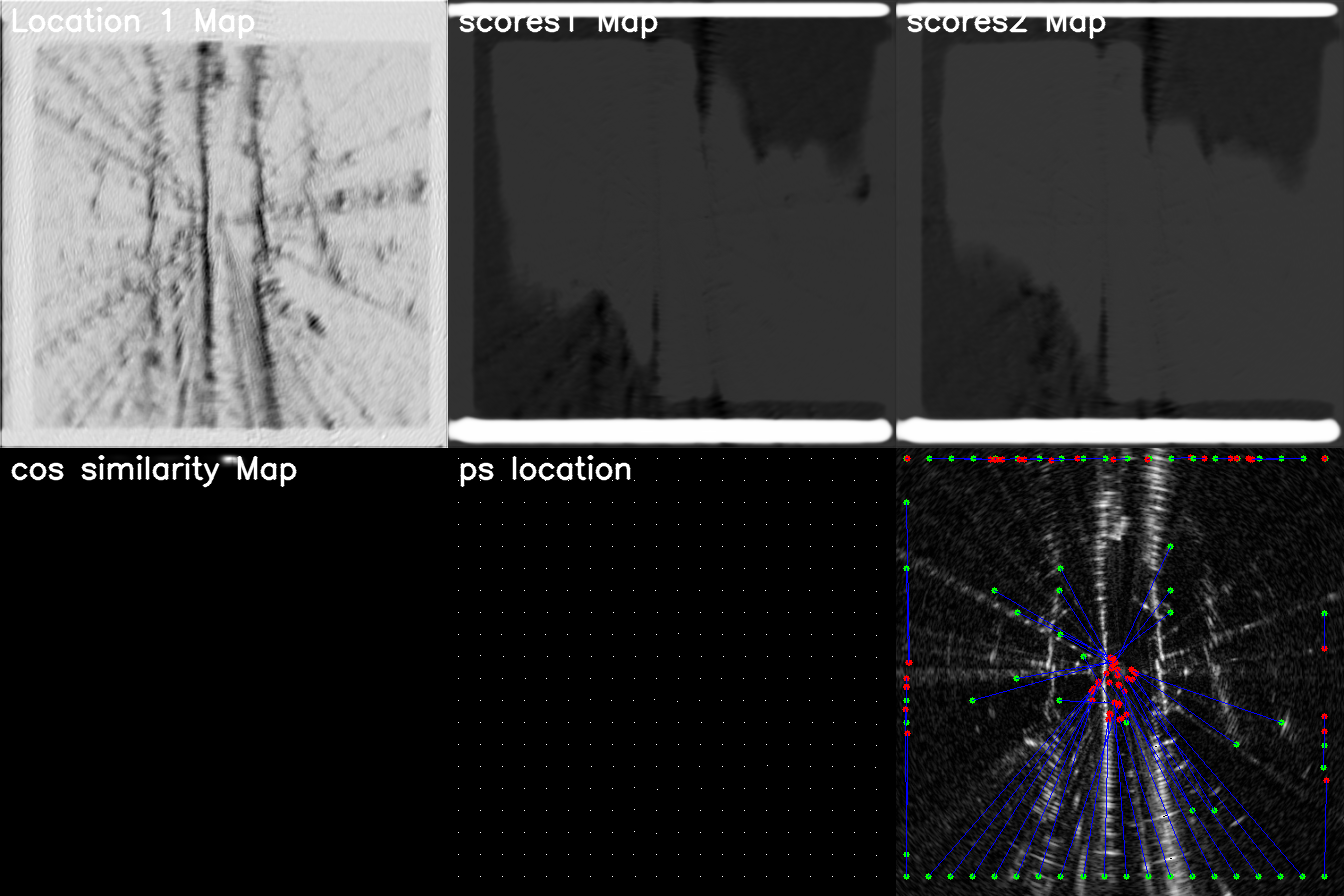 Location 1 Map
scores1 Map
scores2 Map
cos similarity Map
ps location